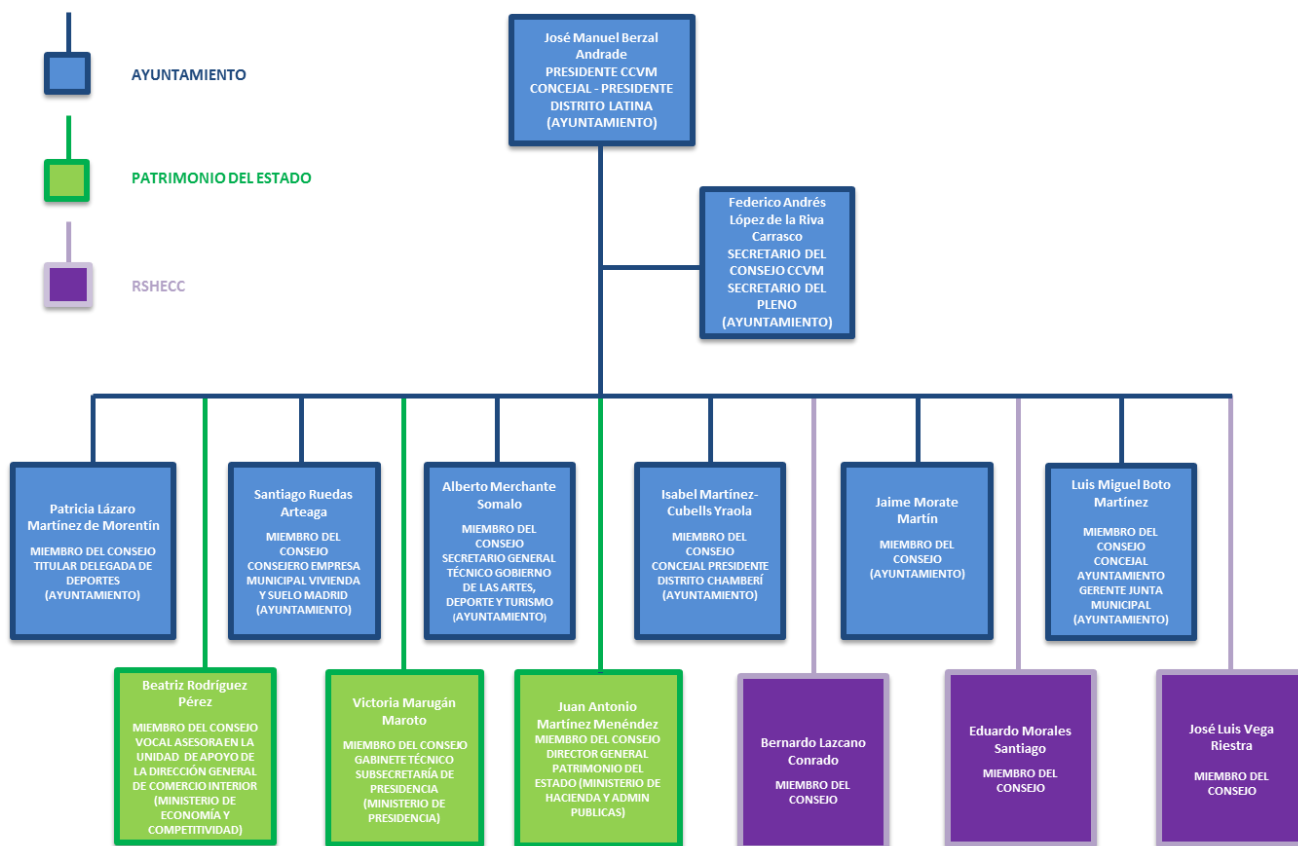 AYUNTAMIENTO
PATRIMONIO DEL ESTADO
RSHECC
José Manuel Berzal
Andrade
PRESIDENTE CCVM
CONCEJAL - PRESIDENTE
DISTRITO LATINA
(AYUNTAMIENTO)
Federico Andrés
López de la Riva
Carrasco
SECRETARIO DEL
CONSEJO CCVM
SECRETARIO DEL
PLENO
(AYUNTAMIENTO)
Patricia Lázaro
Martínez de Morentín
MIEMBRO DEL CONSEJO
TITULAR DELEGADA DE
DEPORTES
(AYUNTAMIENTO)
Santiago Ruedas
Arteaga
MIEMBRO DEL
CONSEJO
CONSEJERO EMPRESA
MUNICIPAL VIVIENDA
Y SUELO MADRID
(AYUNTAMIENTO)
Alberto Merchante
Somalo
MIEMBRO DEL
CONSEJO
SECRETARIO GENERAL
TÉCNICO GOBIERNO
DE LAS ARTES,
DEPORTE Y TURISMO
(AYUNTAMIENTO)
Isabel Martínez-
Cubells Yraola
MIEMBRO DEL
CONSEJO
CONCEJAL PRESIDENTE
DISTRITO CHAMBERÍ
(AYUNTAMIENTO)
Jaime Morate
Martín
MIEMBRO DEL
CONSEJO
(AYUNTAMIENTO)
Luis Miguel Boto
Martínez
MIEMBRO DEL
CONSEJO
CONCEJAL
AYUNTAMIENTO
GERENTE JUNTA
MUNICIPAL
(AYUNTAMIENTO)
Beatriz Rodríguez
Pérez
MIEMBRO DEL CONSEJO
VOCAL ASESORA EN LA
UNIDAD DE APOYO DE
LA DIRECCIÓN GENERAL
DE COMERCIO INTERIOR
(MINISTERIO DE
ECONOMÍA Y
COMPETITIVIDAD)
Victoria Marugán
Maroto
MIEMBRO DEL CONSEJO
GABINETE TÉCNICO
SUBSECRETARÍA DE
PRESIDENCIA
(MINISTERIO DE
PRESIDENCIA)
Juan Antonio
Martínez Menéndez
MIEMBRO DEL CONSEJO
DIRECTOR GENERAL
PATRIMONIO DEL
ESTADO (MINISTERIO DE
HACIENDA Y ADMIN
PUBLICAS)
Bernardo Lazcano
Conrado
MIEMBRO DEL
CONSEJO
Eduardo Morales
Santiago
MIEMBRO DEL
CONSEJO
José Luis Vega
Riestra
MIEMBRO DEL
CONSEJO